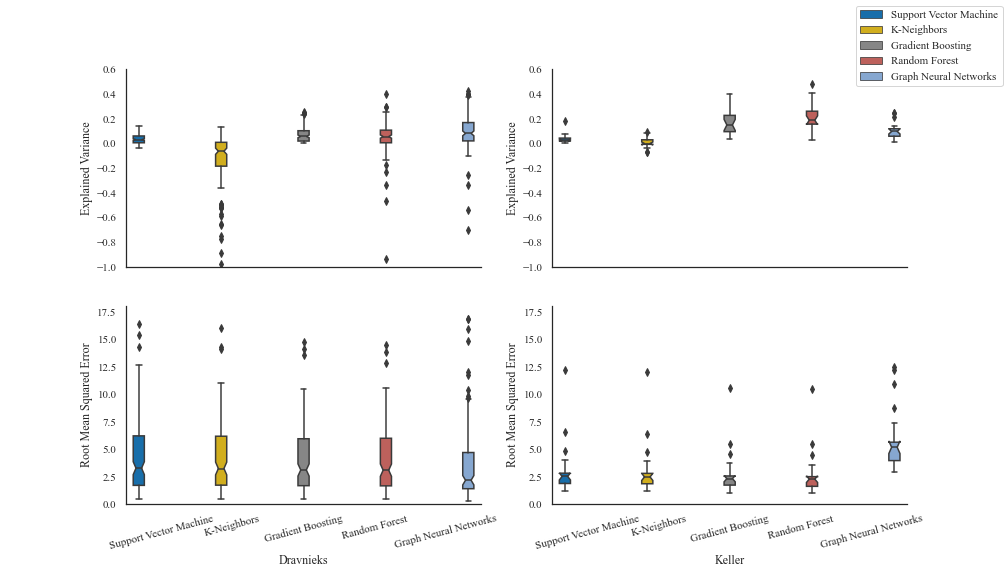 Support Vector Machine
K-Neighbors
Gradient Boosting
Random Forest
Graph Neural Networks
0.6
0.4
0.2
0.0
−0.2
−0.4
−0.6
−0.8
−1.0
Explained Variance
0.6
0.4
0.2
0.0
−0.2
−0.4
−0.6
−0.8
−1.0
Explained Variance
17.5
15.0
12.5
10.0
7.5
5.0
2.5
0.0
Root Mean Squared Error
Support Vector Machine
K-Neighbors
Gradient Boosting
Random Forest
Graph Neural Networks
Dravnieks
17.5
15.0
12.5
10.0
7.5
5.0
2.5
0.0
Root Mean Squared Error
Support Vector Machine
K-Neighbors
Gradient Boosting
Random Forest
Graph Neural Networks
Keller